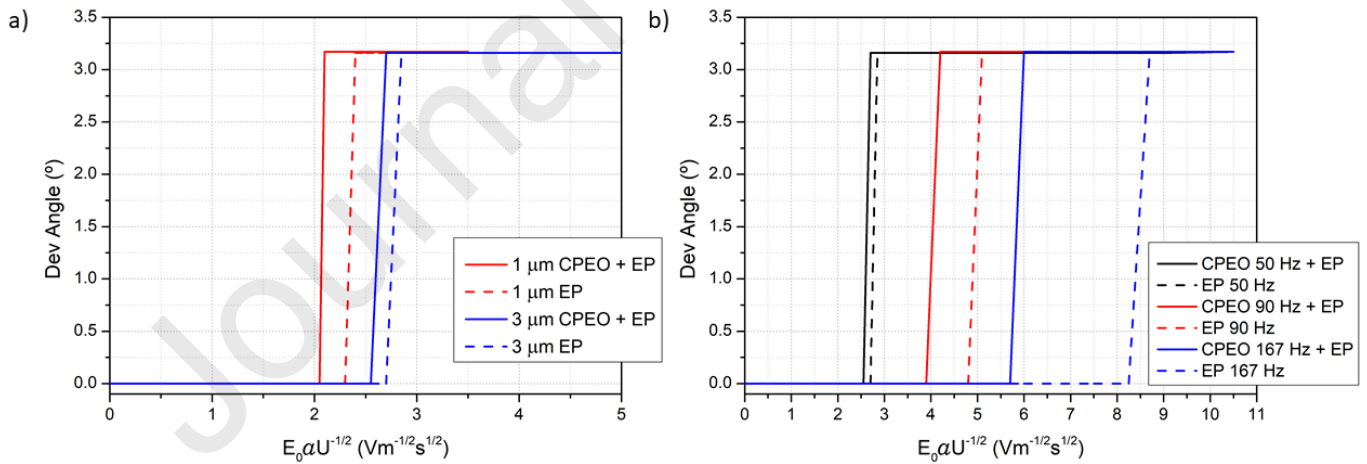 a)
3.5
3.0
2.5
2.0
1.5
1.0
0.5
0.0
Dev Angle (º)
0 1 2 3 4 5
E₀αU⁻¹/² (Vm⁻¹/²s¹/²)
1 μm CPEO + EP
1 μm EP
3 μm CPEO + EP
3 μm EP
b)
3.5
3.0
2.5
2.0
1.5
1.0
0.5
0.0
Dev Angle (º)
0 1 2 3 4 5 6 7 8 9 10 11
E₀αU⁻¹/² (Vm⁻¹/²s¹/²)
CPEO 50 Hz + EP
EP 50 Hz
CPEO 90 Hz + EP
EP 90 Hz
CPEO 167 Hz + EP
EP 167 Hz
Journal